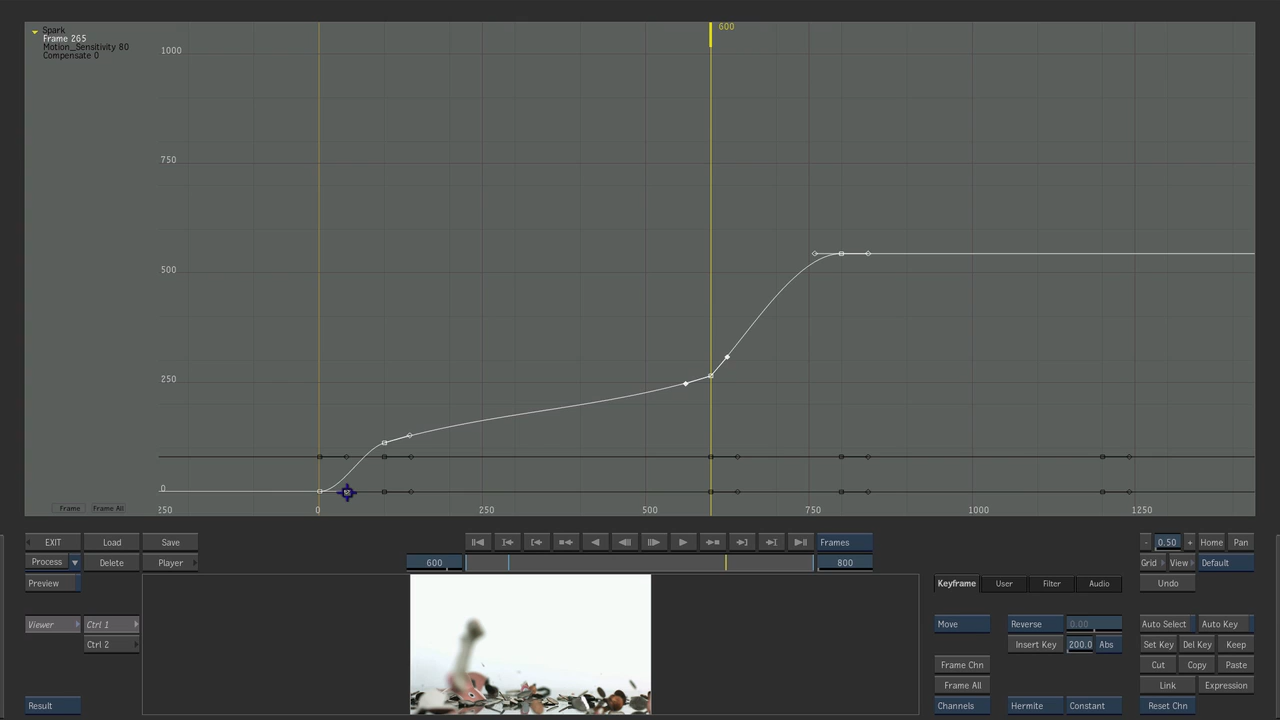 Spark
Frame 265
Motion_Sensitivity 80
Compensate 0
600
1000
750
500
250
0
250 0 250 500 750 1000 1250
Frame Frame All
EXIT Load Save Frames - 0.50 + Home Pan
Process Delete Player 600 800 Grid View Default
Preview Keyframe User Filter Audio Undo
Viewer Ctrl 1 Move Reverse 0.00 Auto Select Auto Key
Ctrl 2 Insert Key 200.0 Abs Set Key Del Key Keep
Frame Chn Cut Copy Paste
Frame All Link Expression
Result Channels Hermite Constant Reset Chn